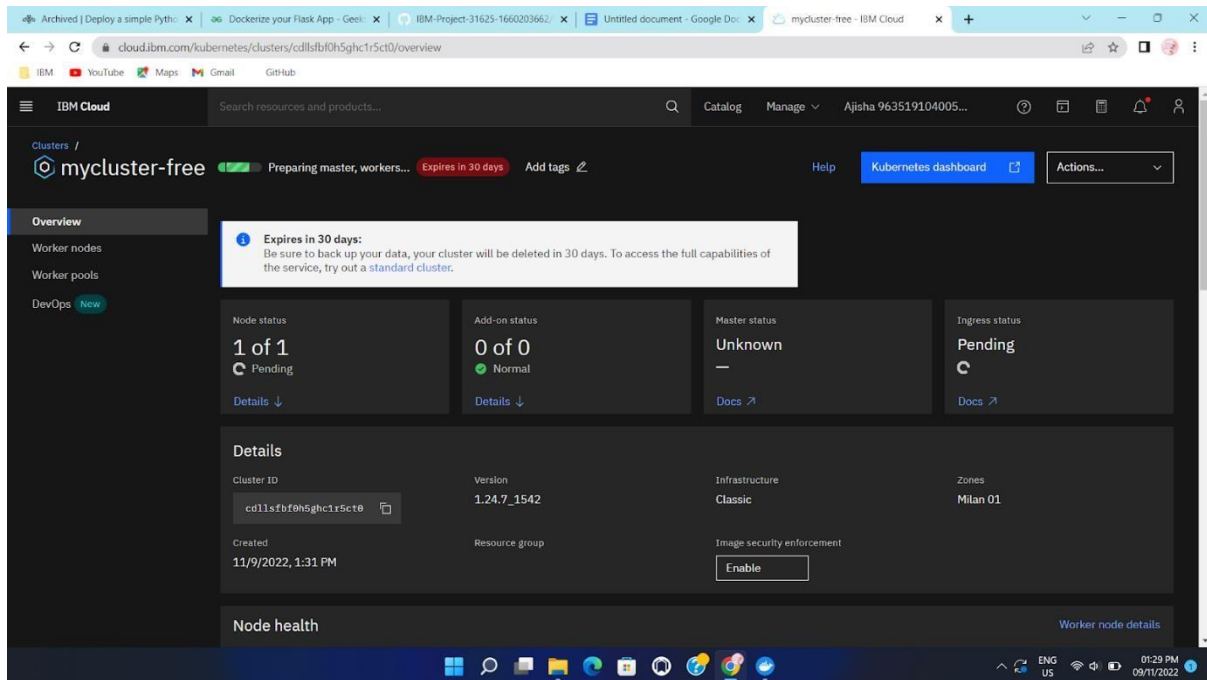 Archived | Deploy a simple Pytho
Dockerize your Flask App - Geek
IBM-Project-31625-1660203662/
Untitled document - Google Doc
mycluster-free - IBM Cloud
cloud.ibm.com/kubernetes/clusters/cdllsfbf0h5ghc1r5ct0/overview
IBM YouTube Maps Gmail GitHub
IBM Cloud Search resources and products... Catalog Manage Ajisha 963519104005...
Clusters /
mycluster-free Preparing master, workers... Expires in 30 days Add tags Help Kubernetes dashboard Actions...
Overview
Worker nodes
Worker pools
DevOps New
Expires in 30 days:
Be sure to back up your data, your cluster will be deleted in 30 days. To access the full capabilities of
the service, try out a standard cluster.
Node status
1 of 1
Pending
Details ↓
Add-on status
0 of 0
Normal
Details ↓
Master status
Unknown
—
Docs ↗
Ingress status
Pending
Docs ↗
Details
Cluster ID
cdllsfbf0h5ghc1r5ct0
Version
1.24.7_1542
Infrastructure
Classic
Zones
Milan 01
Created
11/9/2022, 1:31 PM
Resource group
Image security enforcement
Enable
Node health Worker node details
ENG
US
01:29 PM
09/11/2022
1